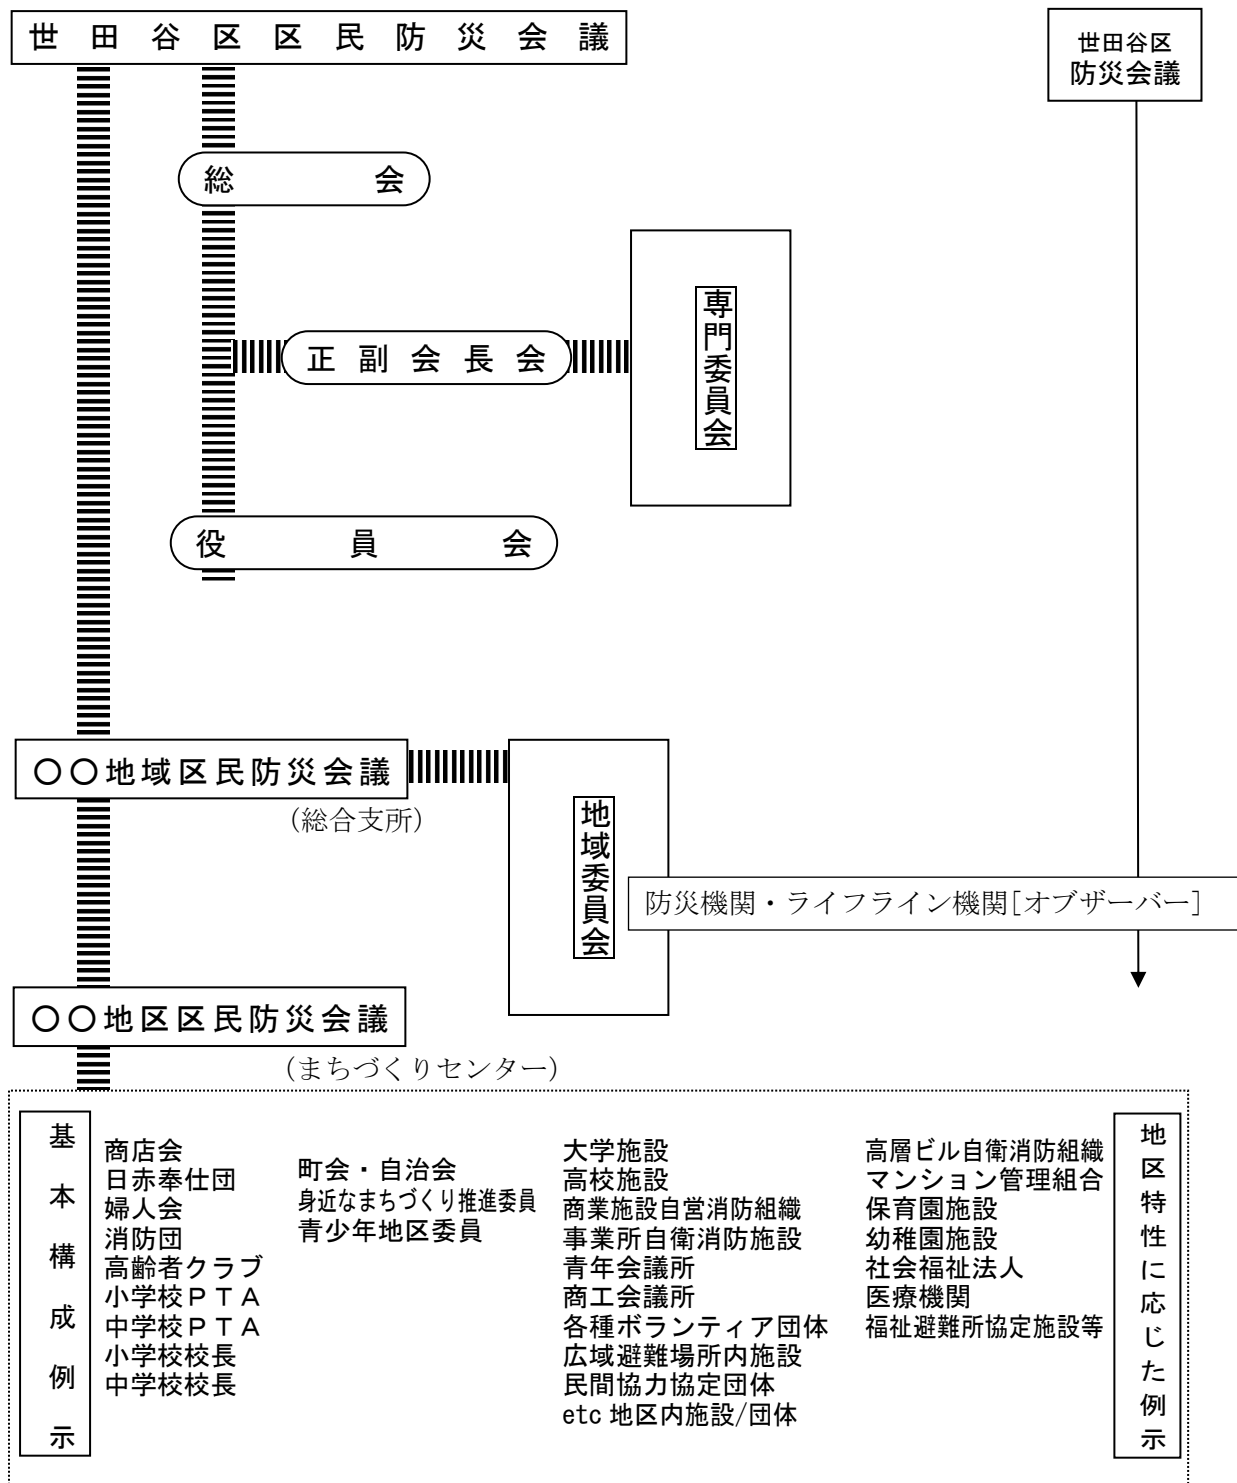 世田谷区区民防災会議
世田谷区
防災会議
総会
専門委員会
正副会長会
役員会
〇〇地域区民防災会議
(総合支所)
地域委員会
防災機関・ライフライン機関[オブザーバー]
〇〇地区区民防災会議
(まちづくりセンター)
基本構成例示
商店会
日赤奉仕団
婦人会
消防団
高齢者クラブ
小学校ＰＴＡ
中学校ＰＴＡ
小学校校長
中学校校長
町会・自治会
身近なまちづくり推進委員
青少年地区委員
大学施設
高校施設
商業施設自営消防組織
事業所自衛消防施設
青年会議所
商工会議所
各種ボランティア団体
広域避難場所内施設
民間協力協定団体
etc 地区内施設/団体
高層ビル自衛消防組織
マンション管理組合
保育園施設
幼稚園施設
社会福祉法人
医療機関
福祉避難所協定施設等
地区特性に応じた例示